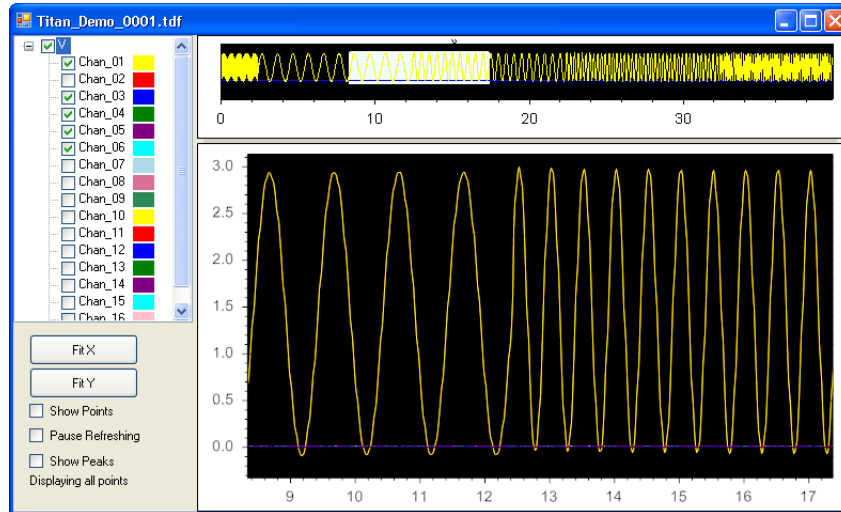 Titan_Demo_0001.tdf
V
Chan_01
Chan_02
Chan_03
Chan_04
Chan_05
Chan_06
Chan_07
Chan_08
Chan_09
Chan_10
Chan_11
Chan_12
Chan_13
Chan_14
Chan_15
Chan_16
Fit X
Fit Y
Show Points
Pause Refreshing
Show Peaks
Displaying all points
0 10 20 30
3.0
2.5
2.0
1.5
1.0
0.5
0.0
9 10 11 12 13 14 15 16 17